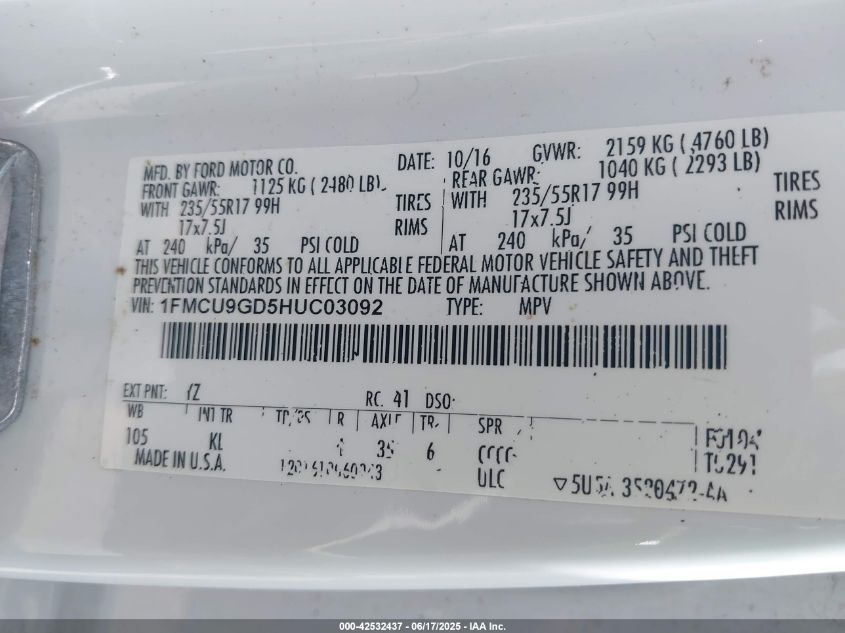 MFD. BY FORD MOTOR CO. DATE: 10/16 GVWR: 2159 KG ( 4760 LB)
FRONT GAWR: 1125 KG ( 2480 LB) REAR GAWR: 1040 KG ( 2293 LB)
WITH 235/55R17 99H TIRES WITH 235/55R17 99H TIRES
17x7.5J RIMS 17x7.5J RIMS
AT 240 kPa/ 35 PSI COLD AT 240 kPa/ 35 PSI COLD
THIS VEHICLE CONFORMS TO ALL APPLICABLE FEDERAL MOTOR VEHICLE SAFETY AND THEFT
PREVENTION STANDARDS IN EFFECT ON THE DATE OF MANUFACTURE SHOWN ABOVE.
VIN: 1FMCU9GD5HUC03092 TYPE: MPV
EXT PNT: RC: 41 DSO:
WB INT TR R AXLE TR SPR
105 KL 6
MADE IN U.S.A. ULC
000-42532437 - 06/17/2025 - IAA Inc.